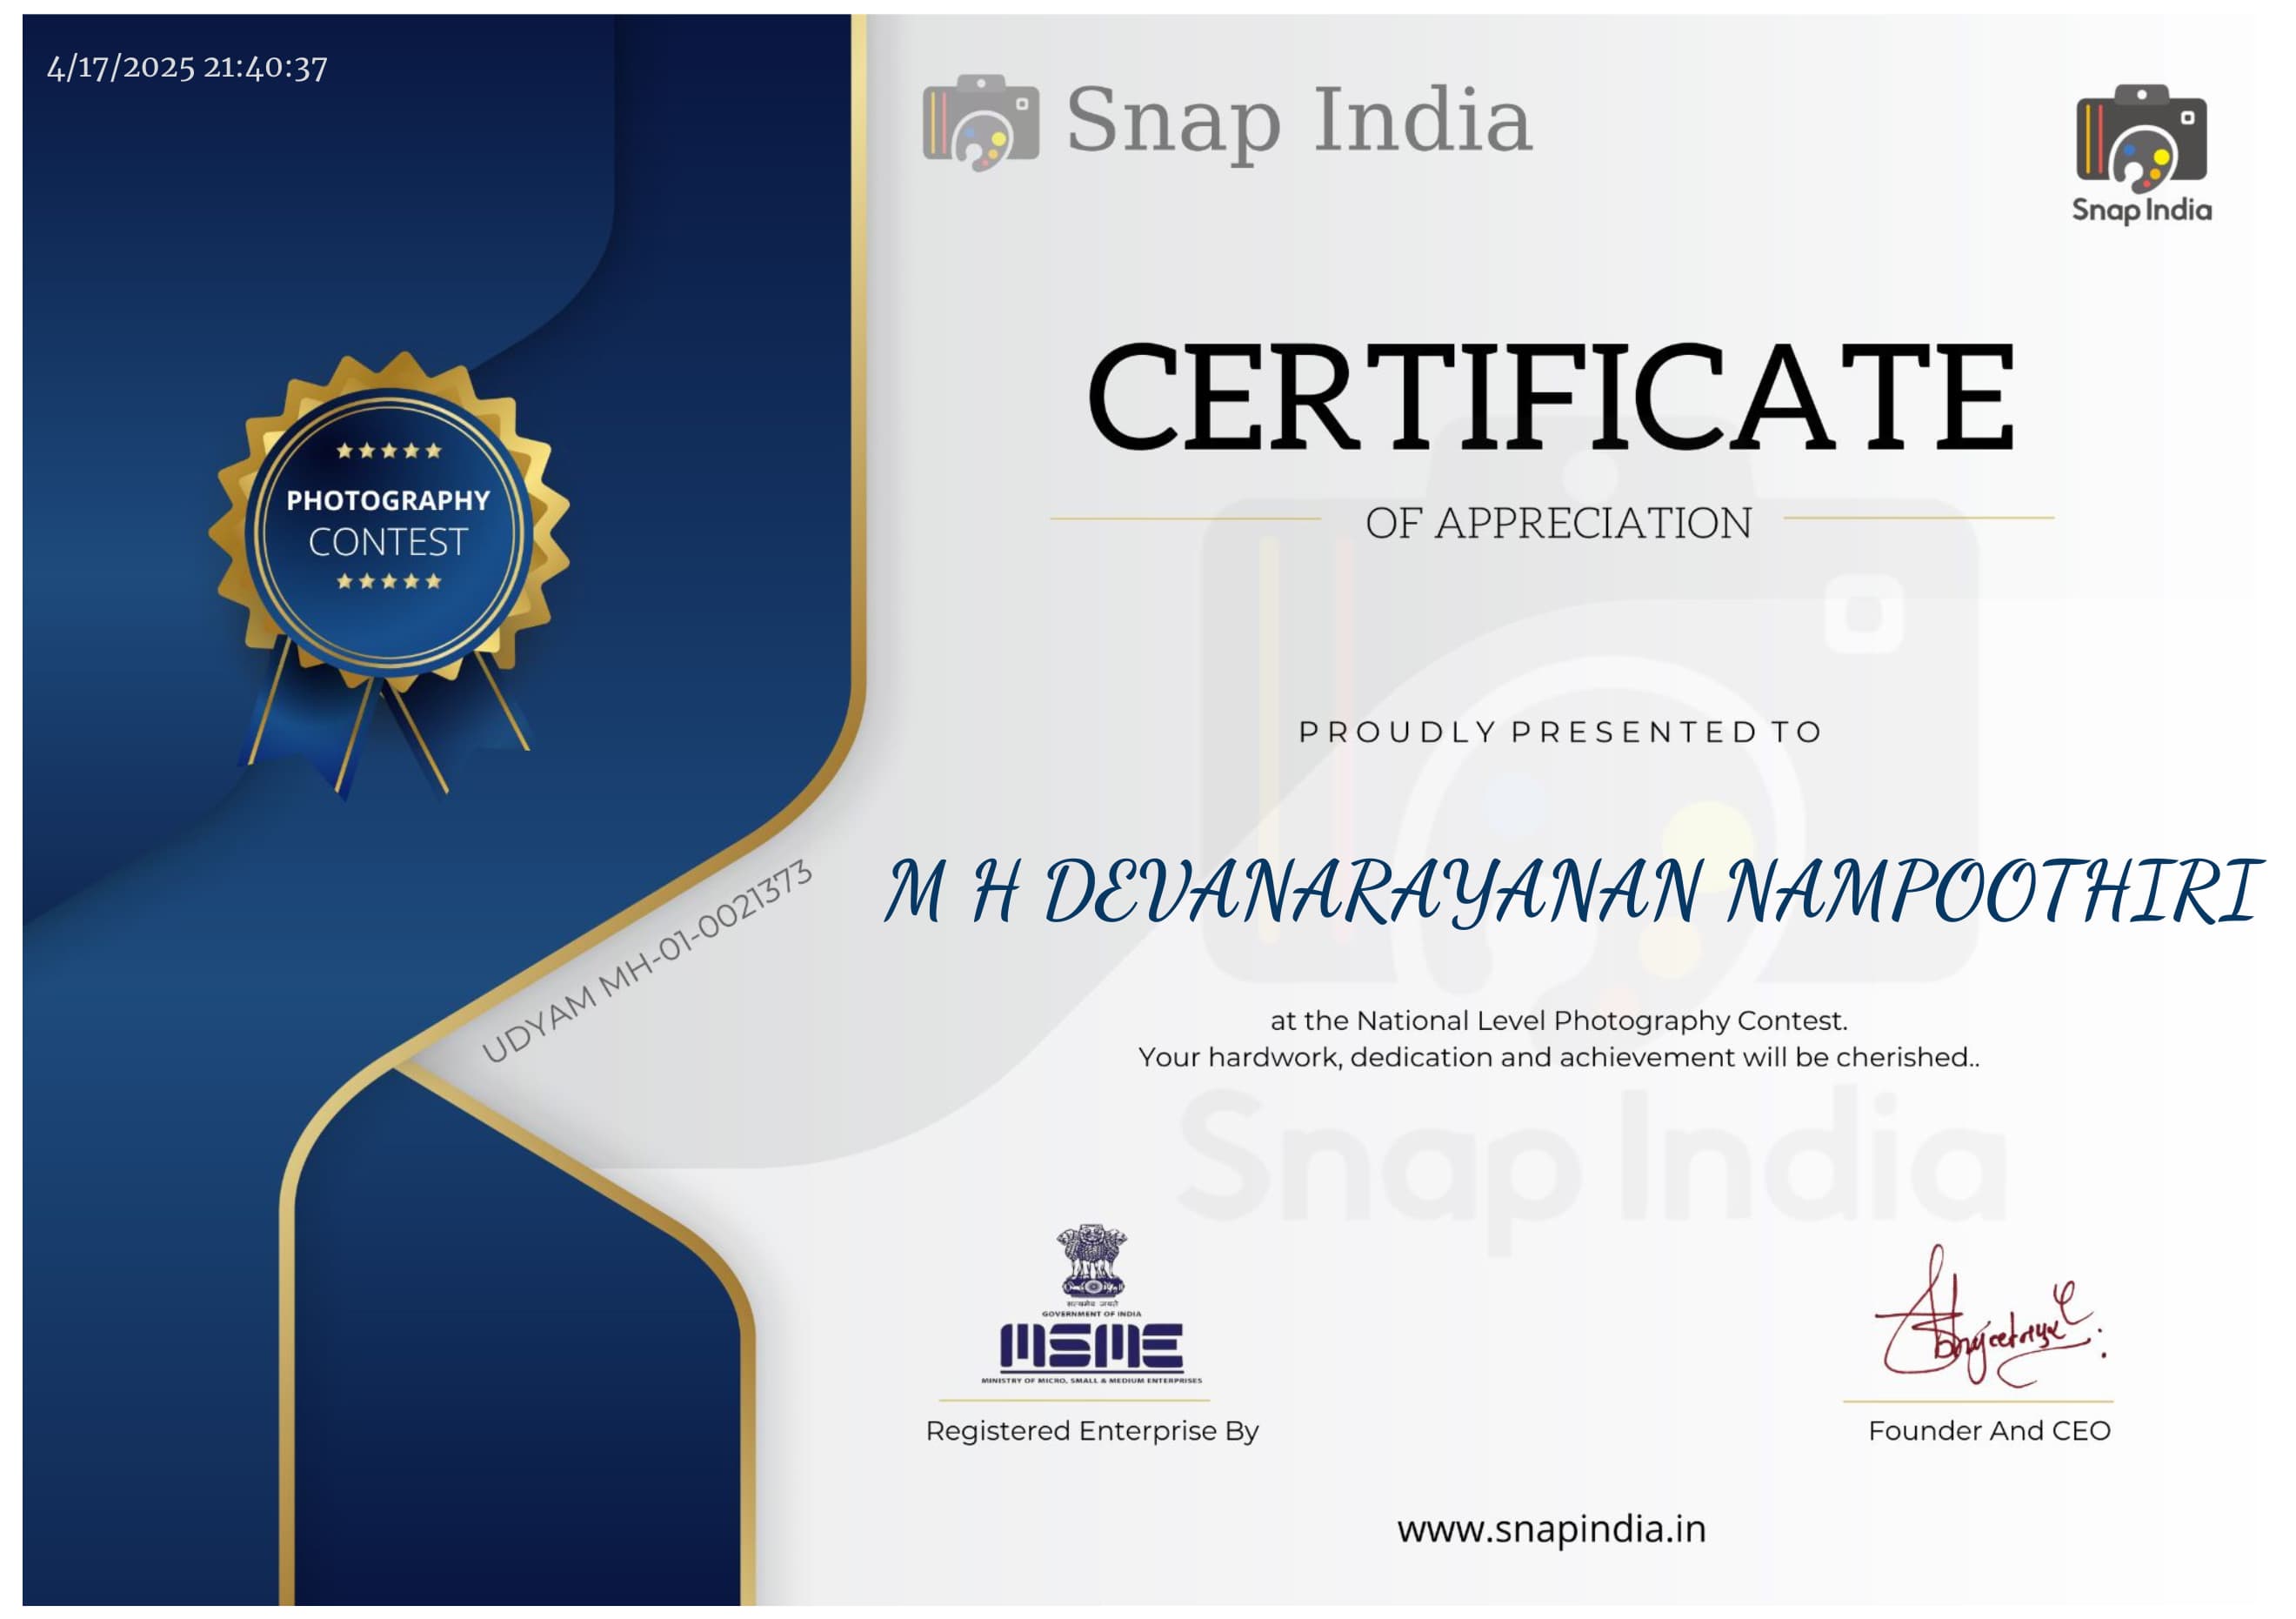 4/17/2025 21:40:37
Snap India
Snap India
CERTIFICATE
OF APPRECIATION
★★★★★
PHOTOGRAPHY
CONTEST
★★★★★
PROUDLY PRESENTED TO
M H DEVANARAYANAN NAMPOOTHIRI
UDYAM MH-01-0021373
at the National Level Photography Contest.
Your hardwork, dedication and achievement will be cherished..
Snap India
सत्यमेव जयते
GOVERNMENT OF INDIA
MSME
MINISTRY OF MICRO, SMALL & MEDIUM ENTERPRISES
Registered Enterprise By
Founder And CEO
www.snapindia.in